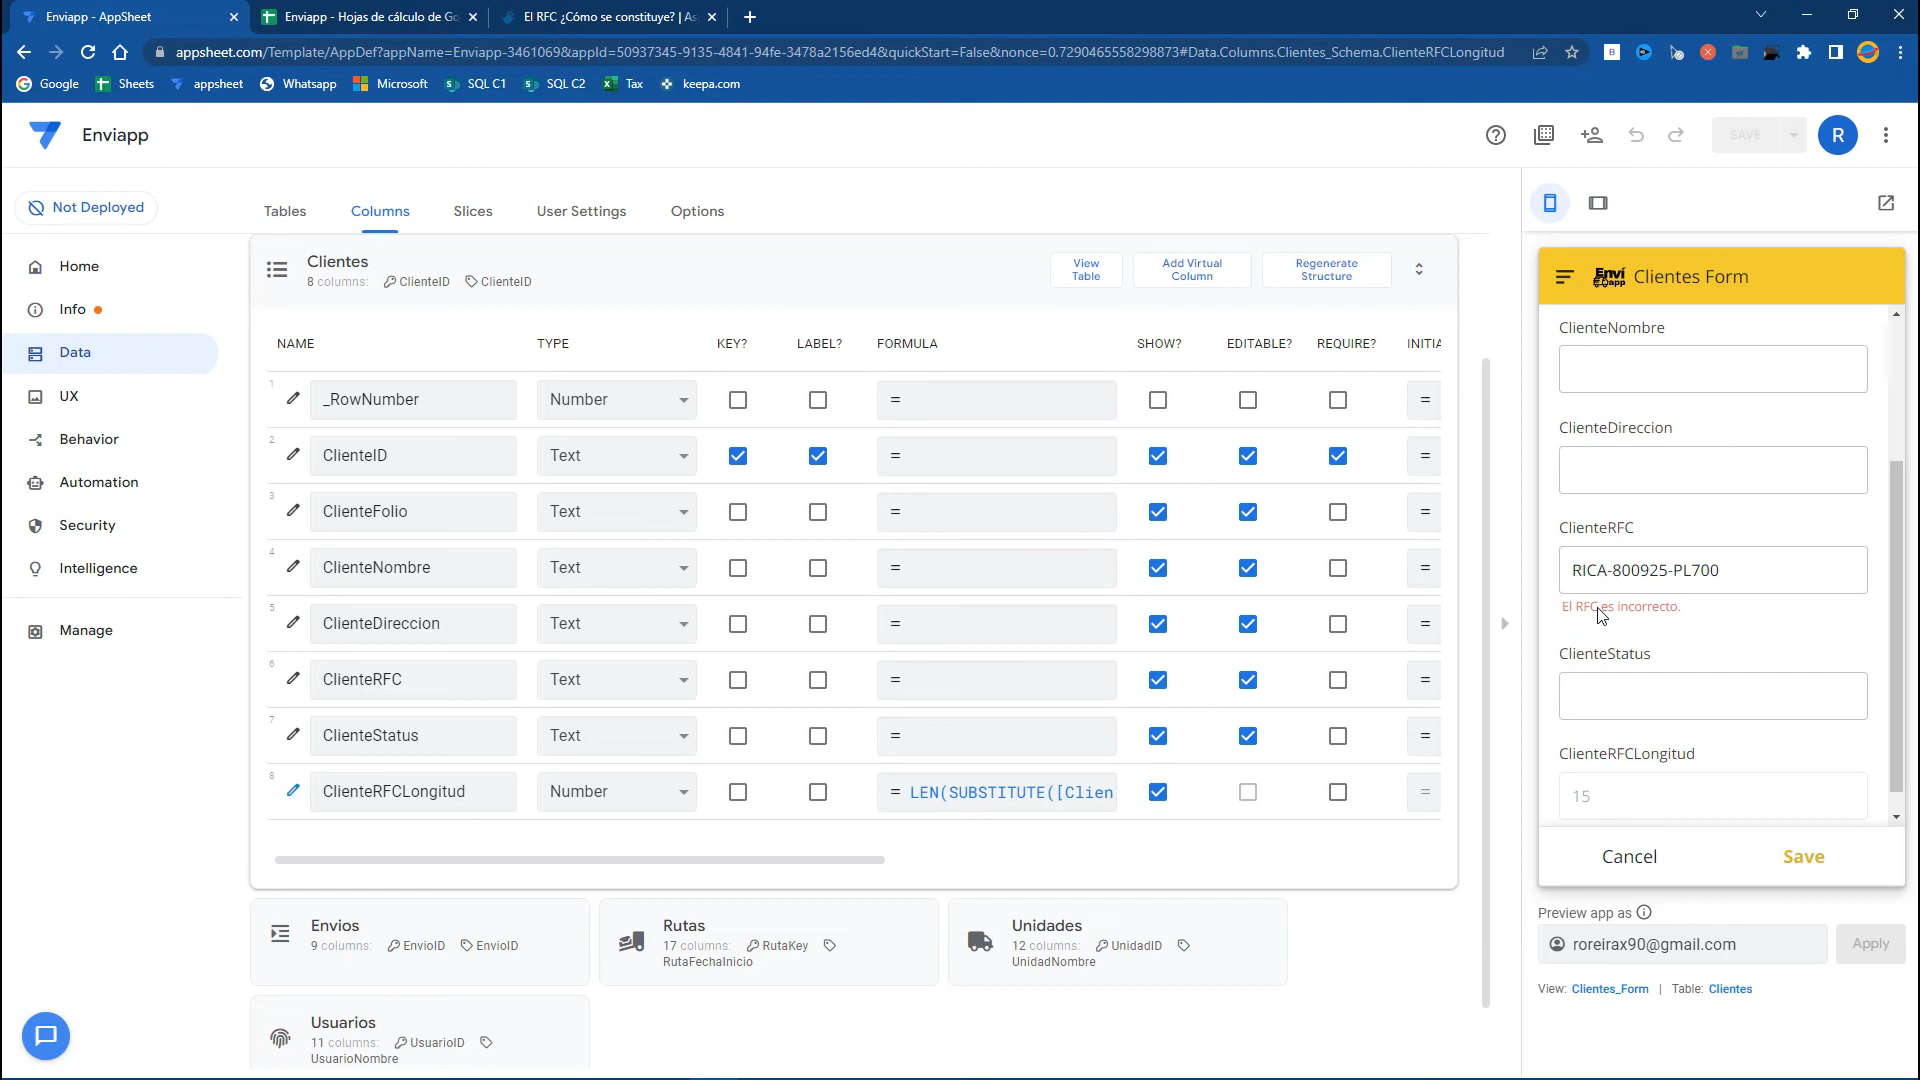 Enviapp - AppSheet
Enviapp - Hojas de cálculo de Go
El RFC ¿Cómo se constituye? | As
appsheet.com/Template/AppDef?appName=Enviapp-3461069&appId=50937345-9135-4841-94fe-3478a2156ed4&quickStart=False&nonce=0.7290465558298873#Data.Columns.Clientes_Schema.ClienteRFCLongitud
Google Sheets appsheet Whatsapp Microsoft SQL C1 SQL C2 Tax keepa.com
Enviapp
SAVE
R
Not Deployed
Home
Info
Data
UX
Behavior
Automation
Security
Intelligence
Manage
Tables Columns Slices User Settings Options
Clientes
8 columns: ClienteID ClienteID
View Table
Add Virtual Column
Regenerate Structure
NAME TYPE KEY? LABEL? FORMULA SHOW? EDITABLE? REQUIRE? INITIA
1 _RowNumber Number = =
2 ClienteID Text = =
3 ClienteFolio Text = =
4 ClienteNombre Text = =
5 ClienteDireccion Text = =
6 ClienteRFC Text = =
7 ClienteStatus Text = =
8 ClienteRFCLongitud Number = LEN(SUBSTITUTE([Clien =
Envios
9 columns: EnvioID EnvioID
Rutas
17 columns: RutaKey
RutaFechaInicio
Unidades
12 columns: UnidadID
UnidadNombre
Usuarios
11 columns: UsuarioID
UsuarioNombre
Enví app
Clientes Form
ClienteNombre
ClienteDireccion
ClienteRFC
RICA-800925-PL700
El RFC es incorrecto.
ClienteStatus
ClienteRFCLongitud
15
Cancel Save
Preview app as
roreirax90@gmail.com
Apply
View: Clientes_Form | Table: Clientes